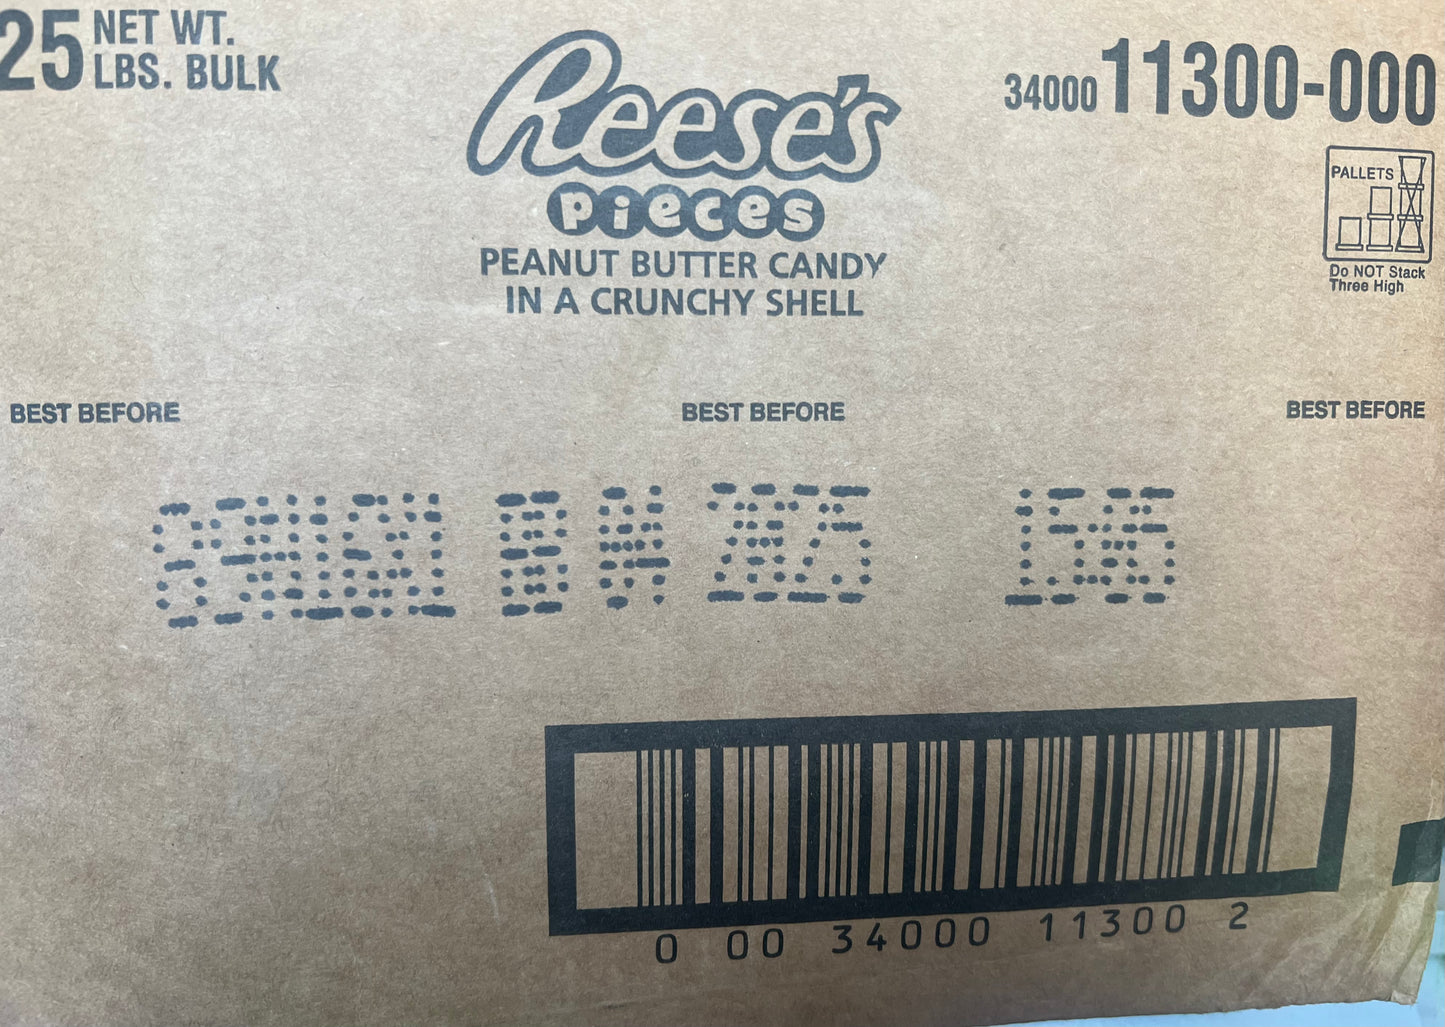 25 NET WT.
LBS. BULK
Reese's
pieces
PEANUT BUTTER CANDY
IN A CRUNCHY SHELL
34000 11300-000
PALLETS
Do NOT Stack
Three High
BEST BEFORE BEST BEFORE BEST BEFORE
2025
0 00 34000 11300 2